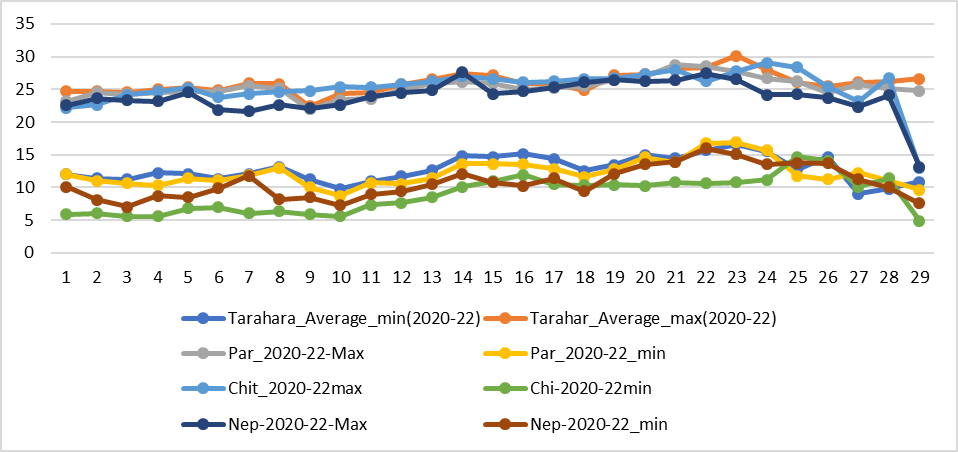 35
30
25
20
15
10
5
0
1 2 3 4 5 6 7 8 9 10 11 12 13 14 15 16 17 18 19 20 21 22 23 24 25 26 27 28 29
Tarahara_Average_min(2020-22) Tarahar_Average_max(2020-22)
Par_2020-22-Max Par_2020-22_min
Chit_2020-22max Chi-2020-22min
Nep-2020-22-Max Nep-2020-22_min